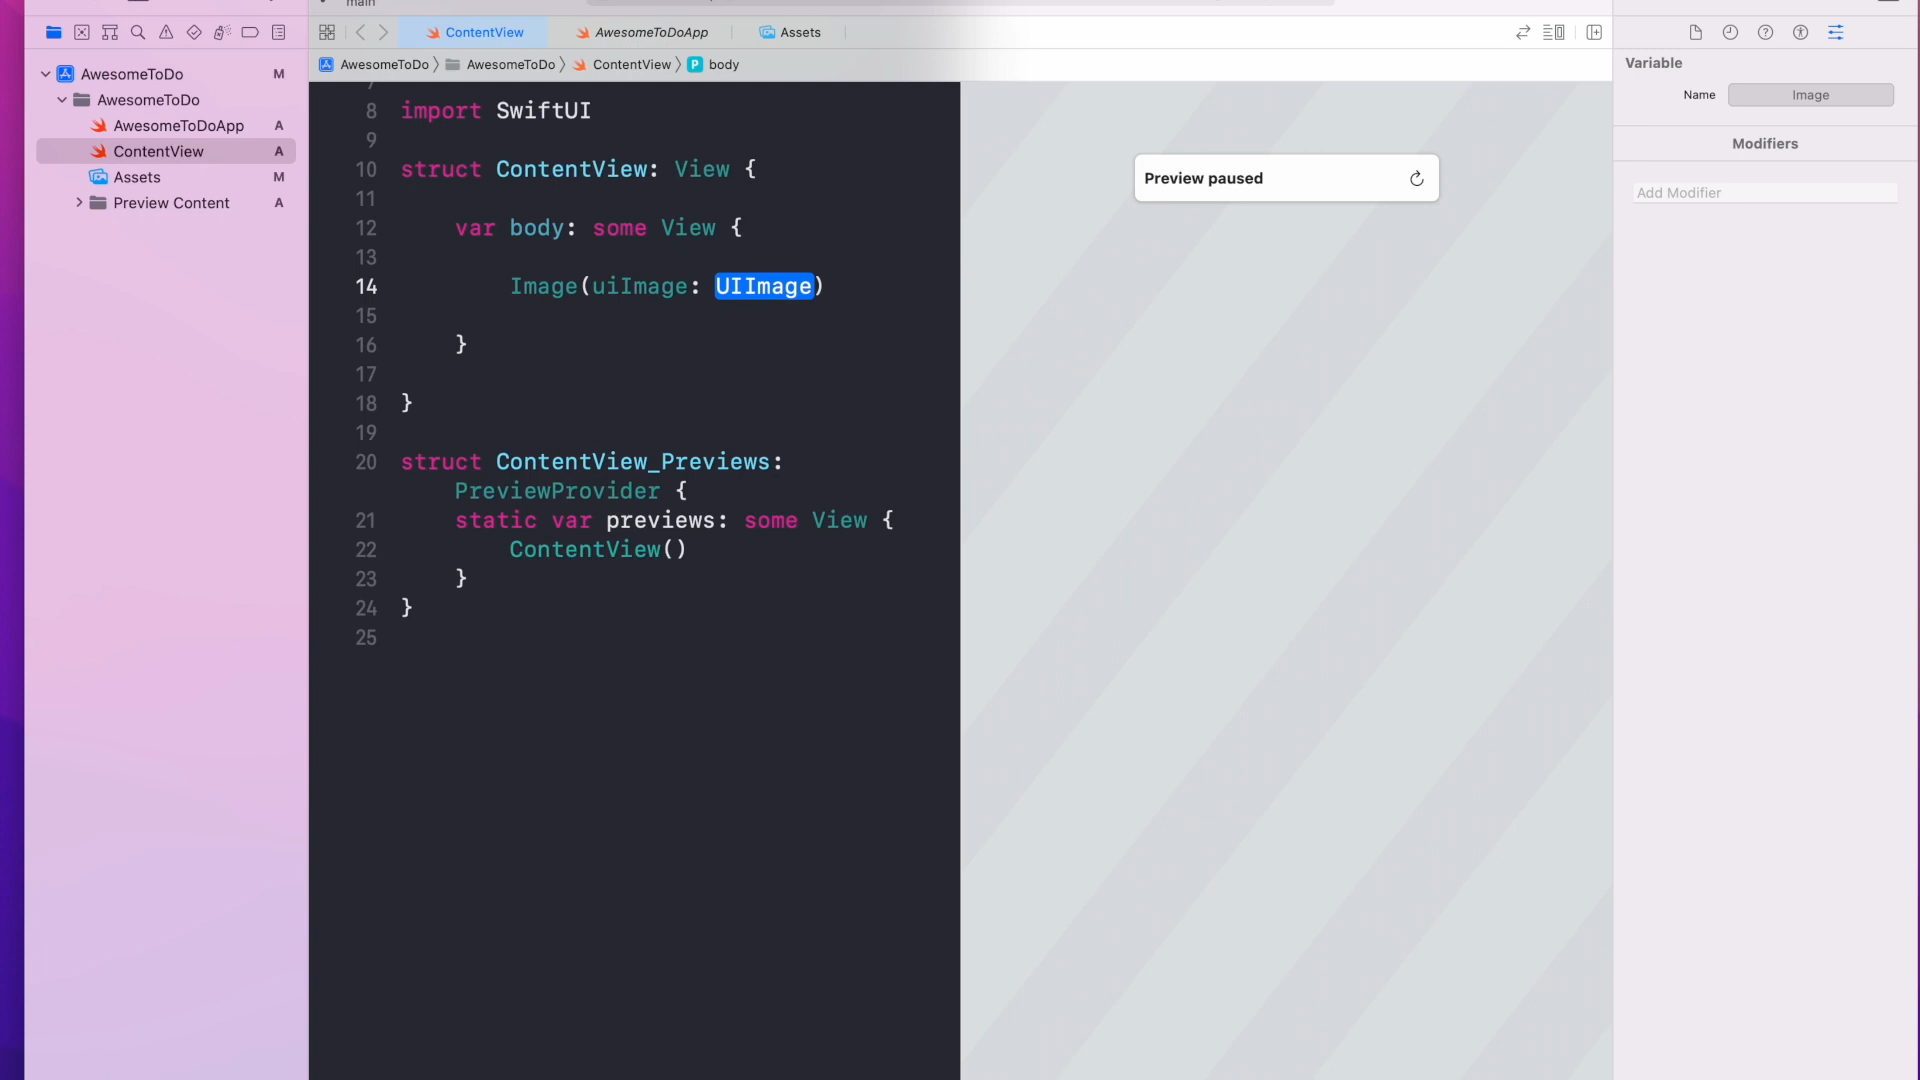 main
ContentView
AwesomeToDoApp
Assets
AwesomeToDo
AwesomeToDo
ContentView
P body
Variable
Name
Image
Modifiers
Add Modifier
AwesomeToDo M
AwesomeToDo
AwesomeToDoApp A
ContentView A
Assets M
Preview Content A
7
8 import SwiftUI
9
10 struct ContentView: View {
11
12 var body: some View {
13
14 Image(uiImage: UIImage)
15
16 }
17
18 }
19
20 struct ContentView_Previews:
PreviewProvider {
21 static var previews: some View {
22 ContentView()
23 }
24 }
25
Preview paused